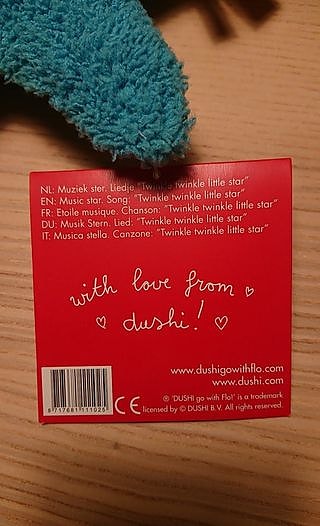 NL: Muziek ster. Liedje "Twinkle twinkle little star"
EN: Music star. Song: "Twinkle twinkle little star"
FR: Etoile musique. Chanson: "Twinkle twinkle little star"
DU: Musik Stern. Lied: "Twinkle twinkle little star"
IT: Musica stella. Canzone: "Twinkle twinkle little star"
with love from
dushi!
www.dushigowithflo.com
www.dushi.com
® 'DUSHI go with Flo!' is a trademark
licensed by © DUSHI B.V. All rights reserved.
8 717681 111025
CE